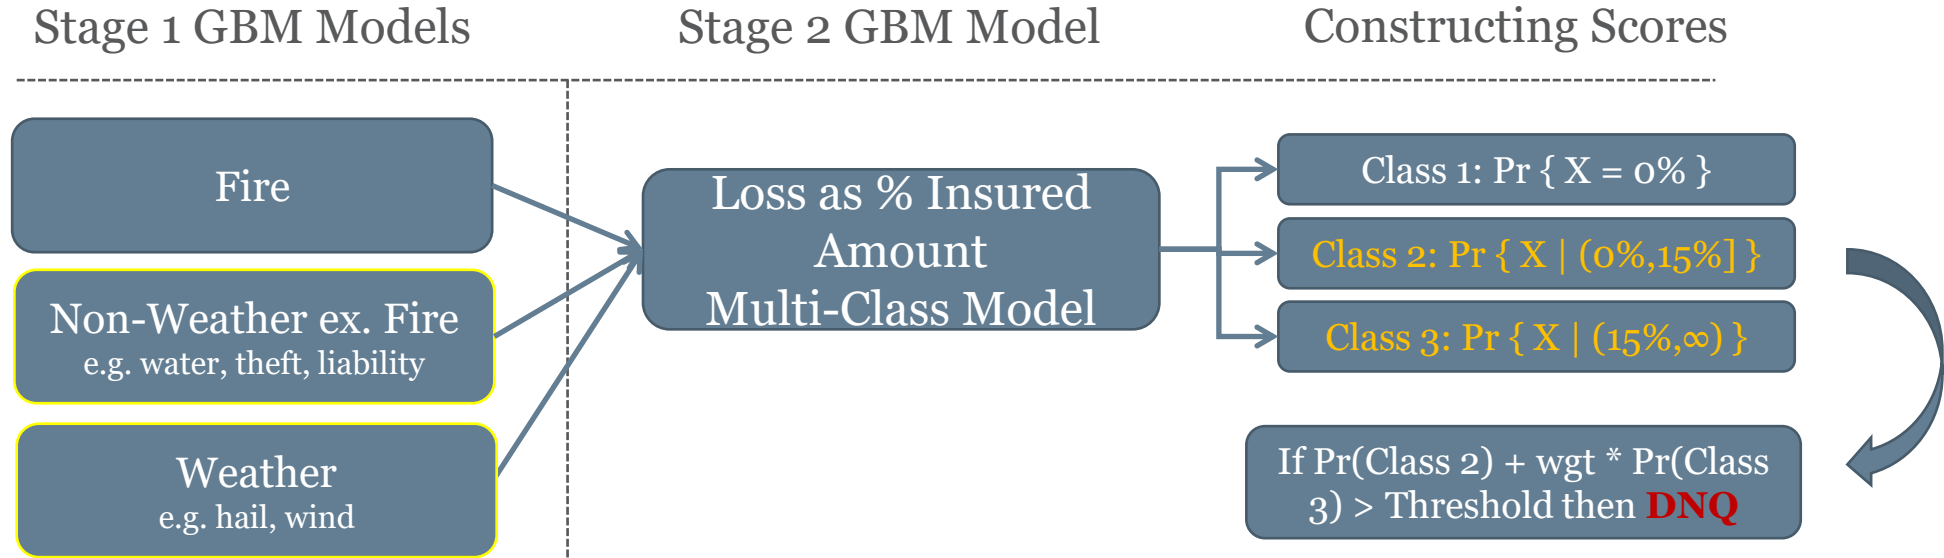 Stage 1 GBM Models
Stage 2 GBM Model
Constructing Scores
Fire
Non-Weather ex. Fire
e.g. water, theft, liability
Weather
e.g. hail, wind
Loss as % Insured
Amount
Multi-Class Model
Class 1: Pr { X = 0% }
Class 2: Pr { X | (0%,15%] }
Class 3: Pr { X | (15%,∞) }
If Pr(Class 2) + wgt * Pr(Class
3) > Threshold then DNQ